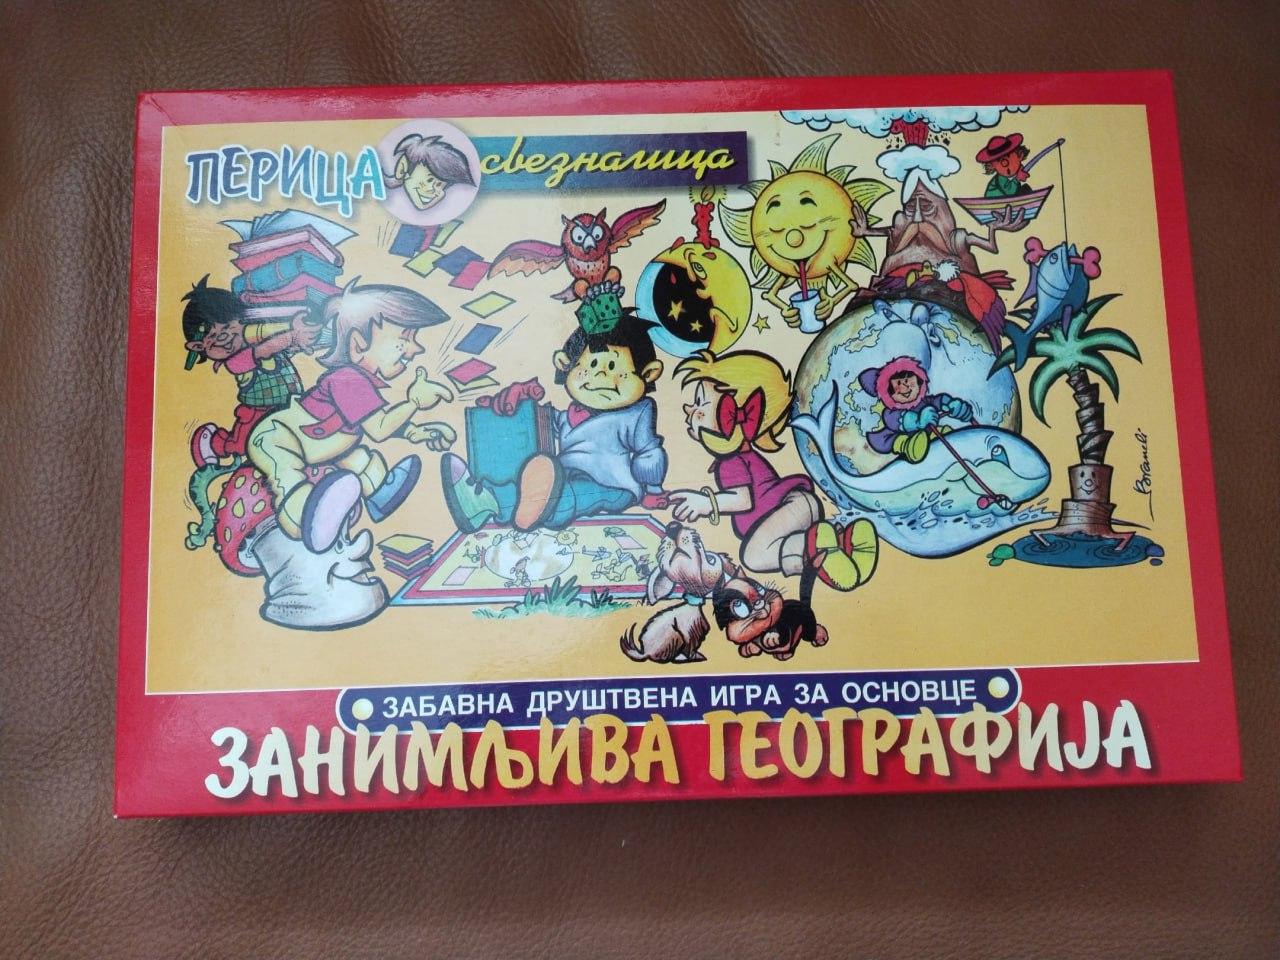 ПЕРИЦА свезналица
ЗАБАВНА ДРУШТВЕНА ИГРА ЗА ОСНОВЦЕ
ЗАНИМЉИВА ГЕОГРАФИЈА